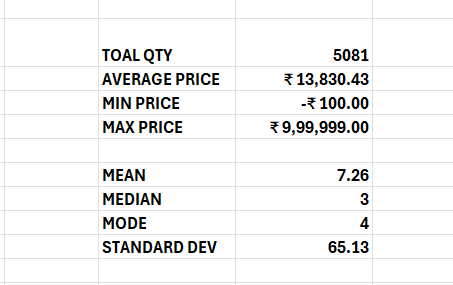 TOAL QTY 5081
AVERAGE PRICE ₹ 13,830.43
MIN PRICE -₹ 100.00
MAX PRICE ₹ 9,99,999.00
MEAN 7.26
MEDIAN 3
MODE 4
STANDARD DEV 65.13